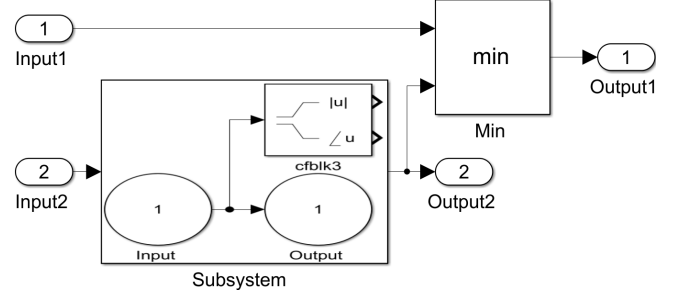 1
Input1
min
Min
1
Output1
|u|
∠u
cfblk3
2
Input2
1
Input
1
Output
2
Output2
Subsystem